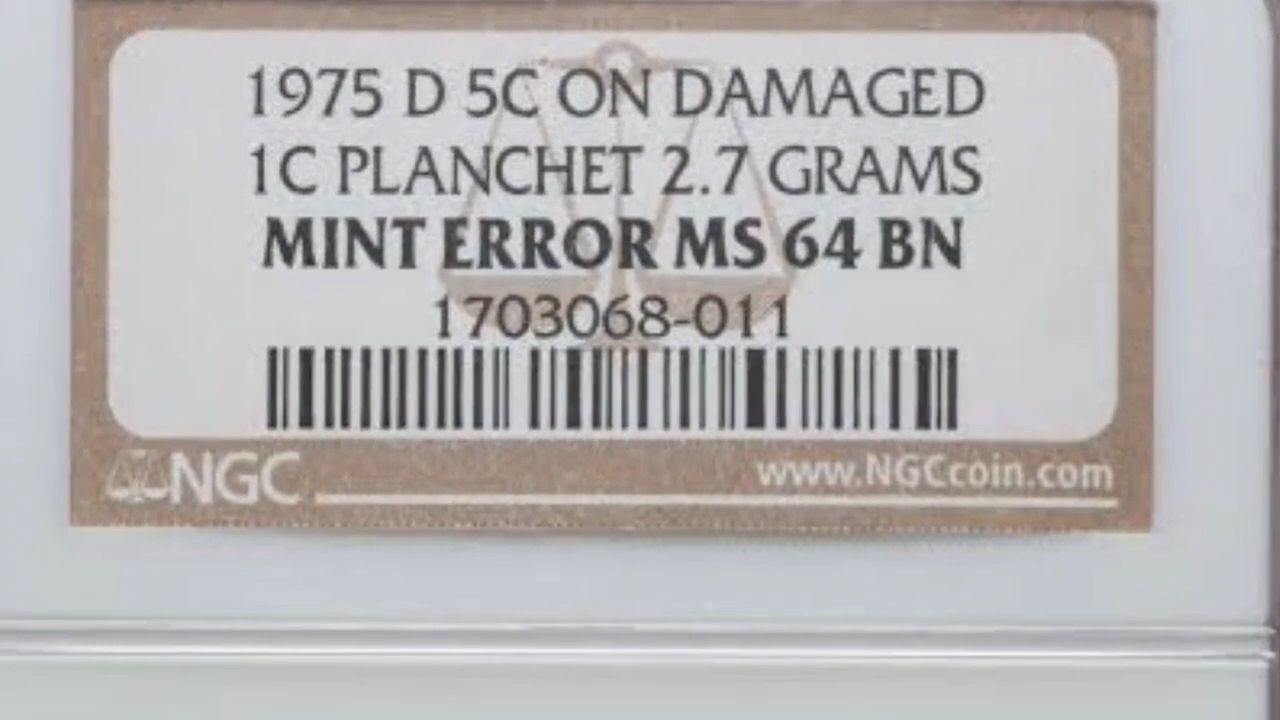 1975 D 5C ON DAMAGED
1C PLANCHET 2.7 GRAMS
MINT ERROR MS 64 BN
1703068-011
NGC www.NGCcoin.com